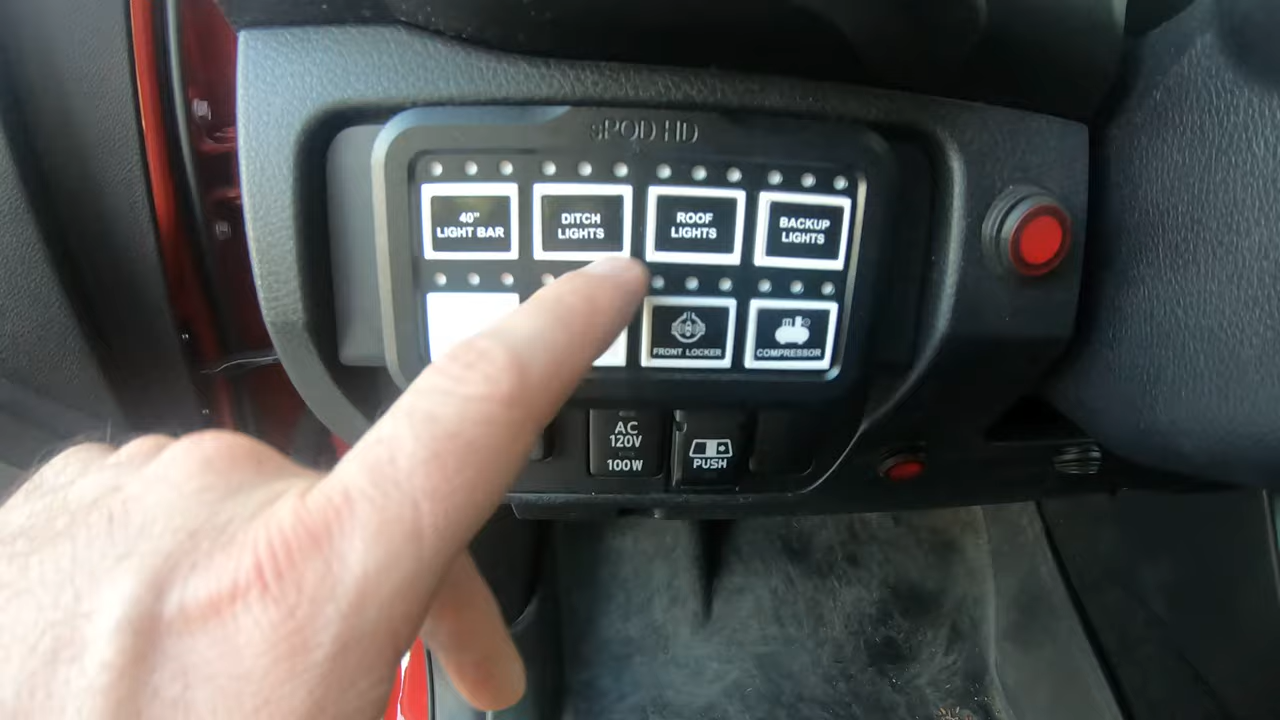 sPOD HD
40"
LIGHT BAR
DITCH
LIGHTS
ROOF
LIGHTS
BACKUP
LIGHTS
FRONT LOCKER
COMPRESSOR
AC
120V
100W
PUSH